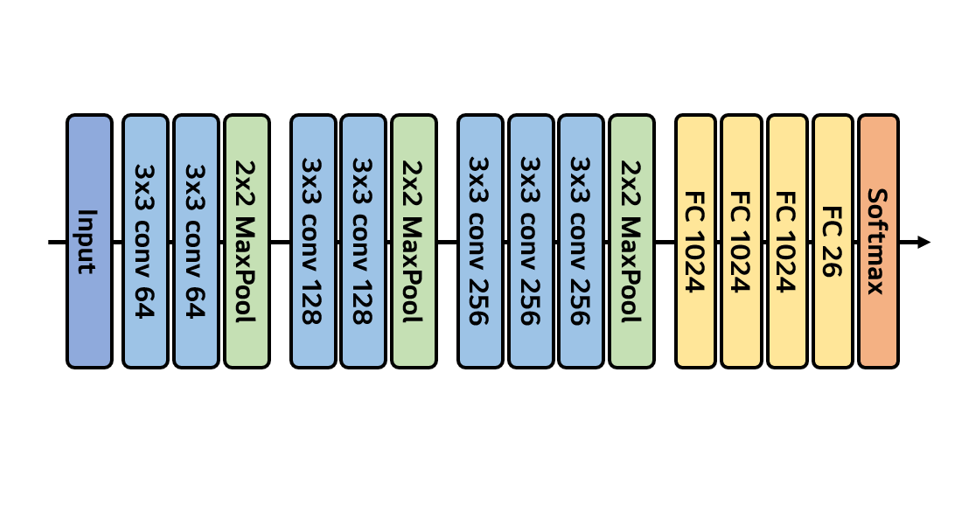 Input
3x3 conv 64
3x3 conv 64
2x2 MaxPool
3x3 conv 128
3x3 conv 128
2x2 MaxPool
3x3 conv 256
3x3 conv 256
3x3 conv 256
2x2 MaxPool
FC 1024
FC 1024
FC 1024
FC 26
Softmax